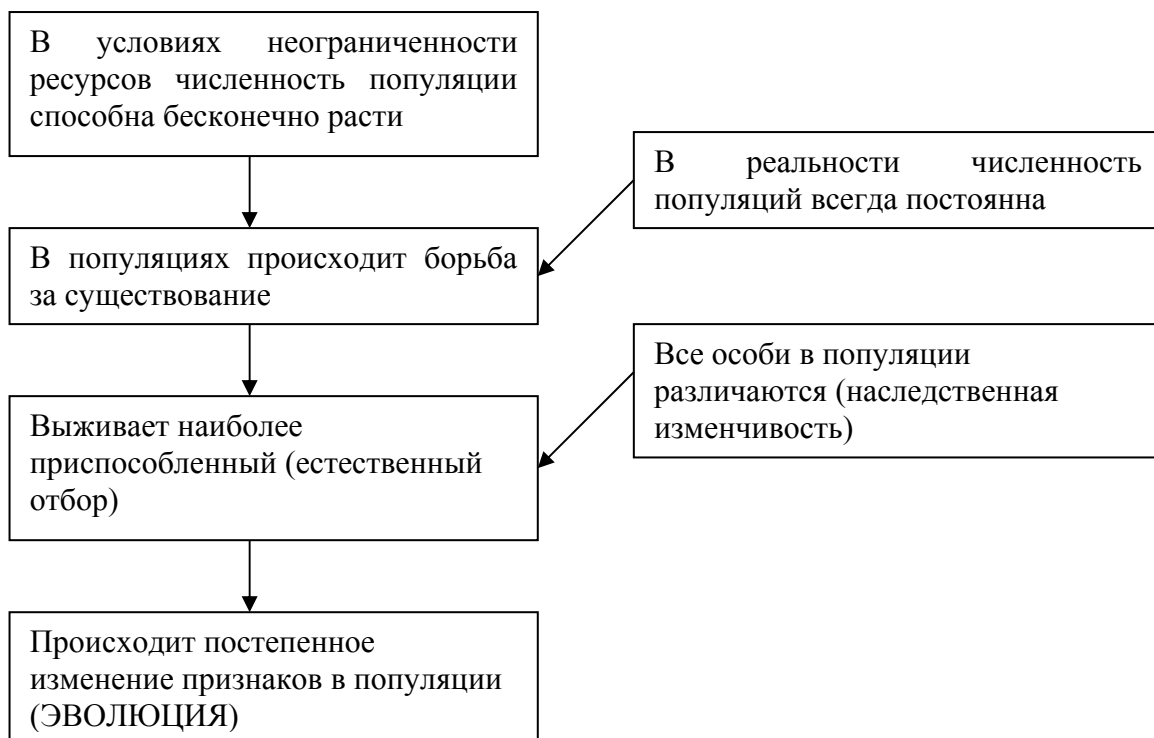 В условиях неограниченности
ресурсов численность популяции
способна бесконечно расти
В реальности численность
популяций всегда постоянна
В популяциях происходит борьба
за существование
Все особи в популяции
различаются (наследственная
изменчивость)
Выживает наиболее
приспособленный (естественный
отбор)
Происходит постепенное
изменение признаков в популяции
(ЭВОЛЮЦИЯ)